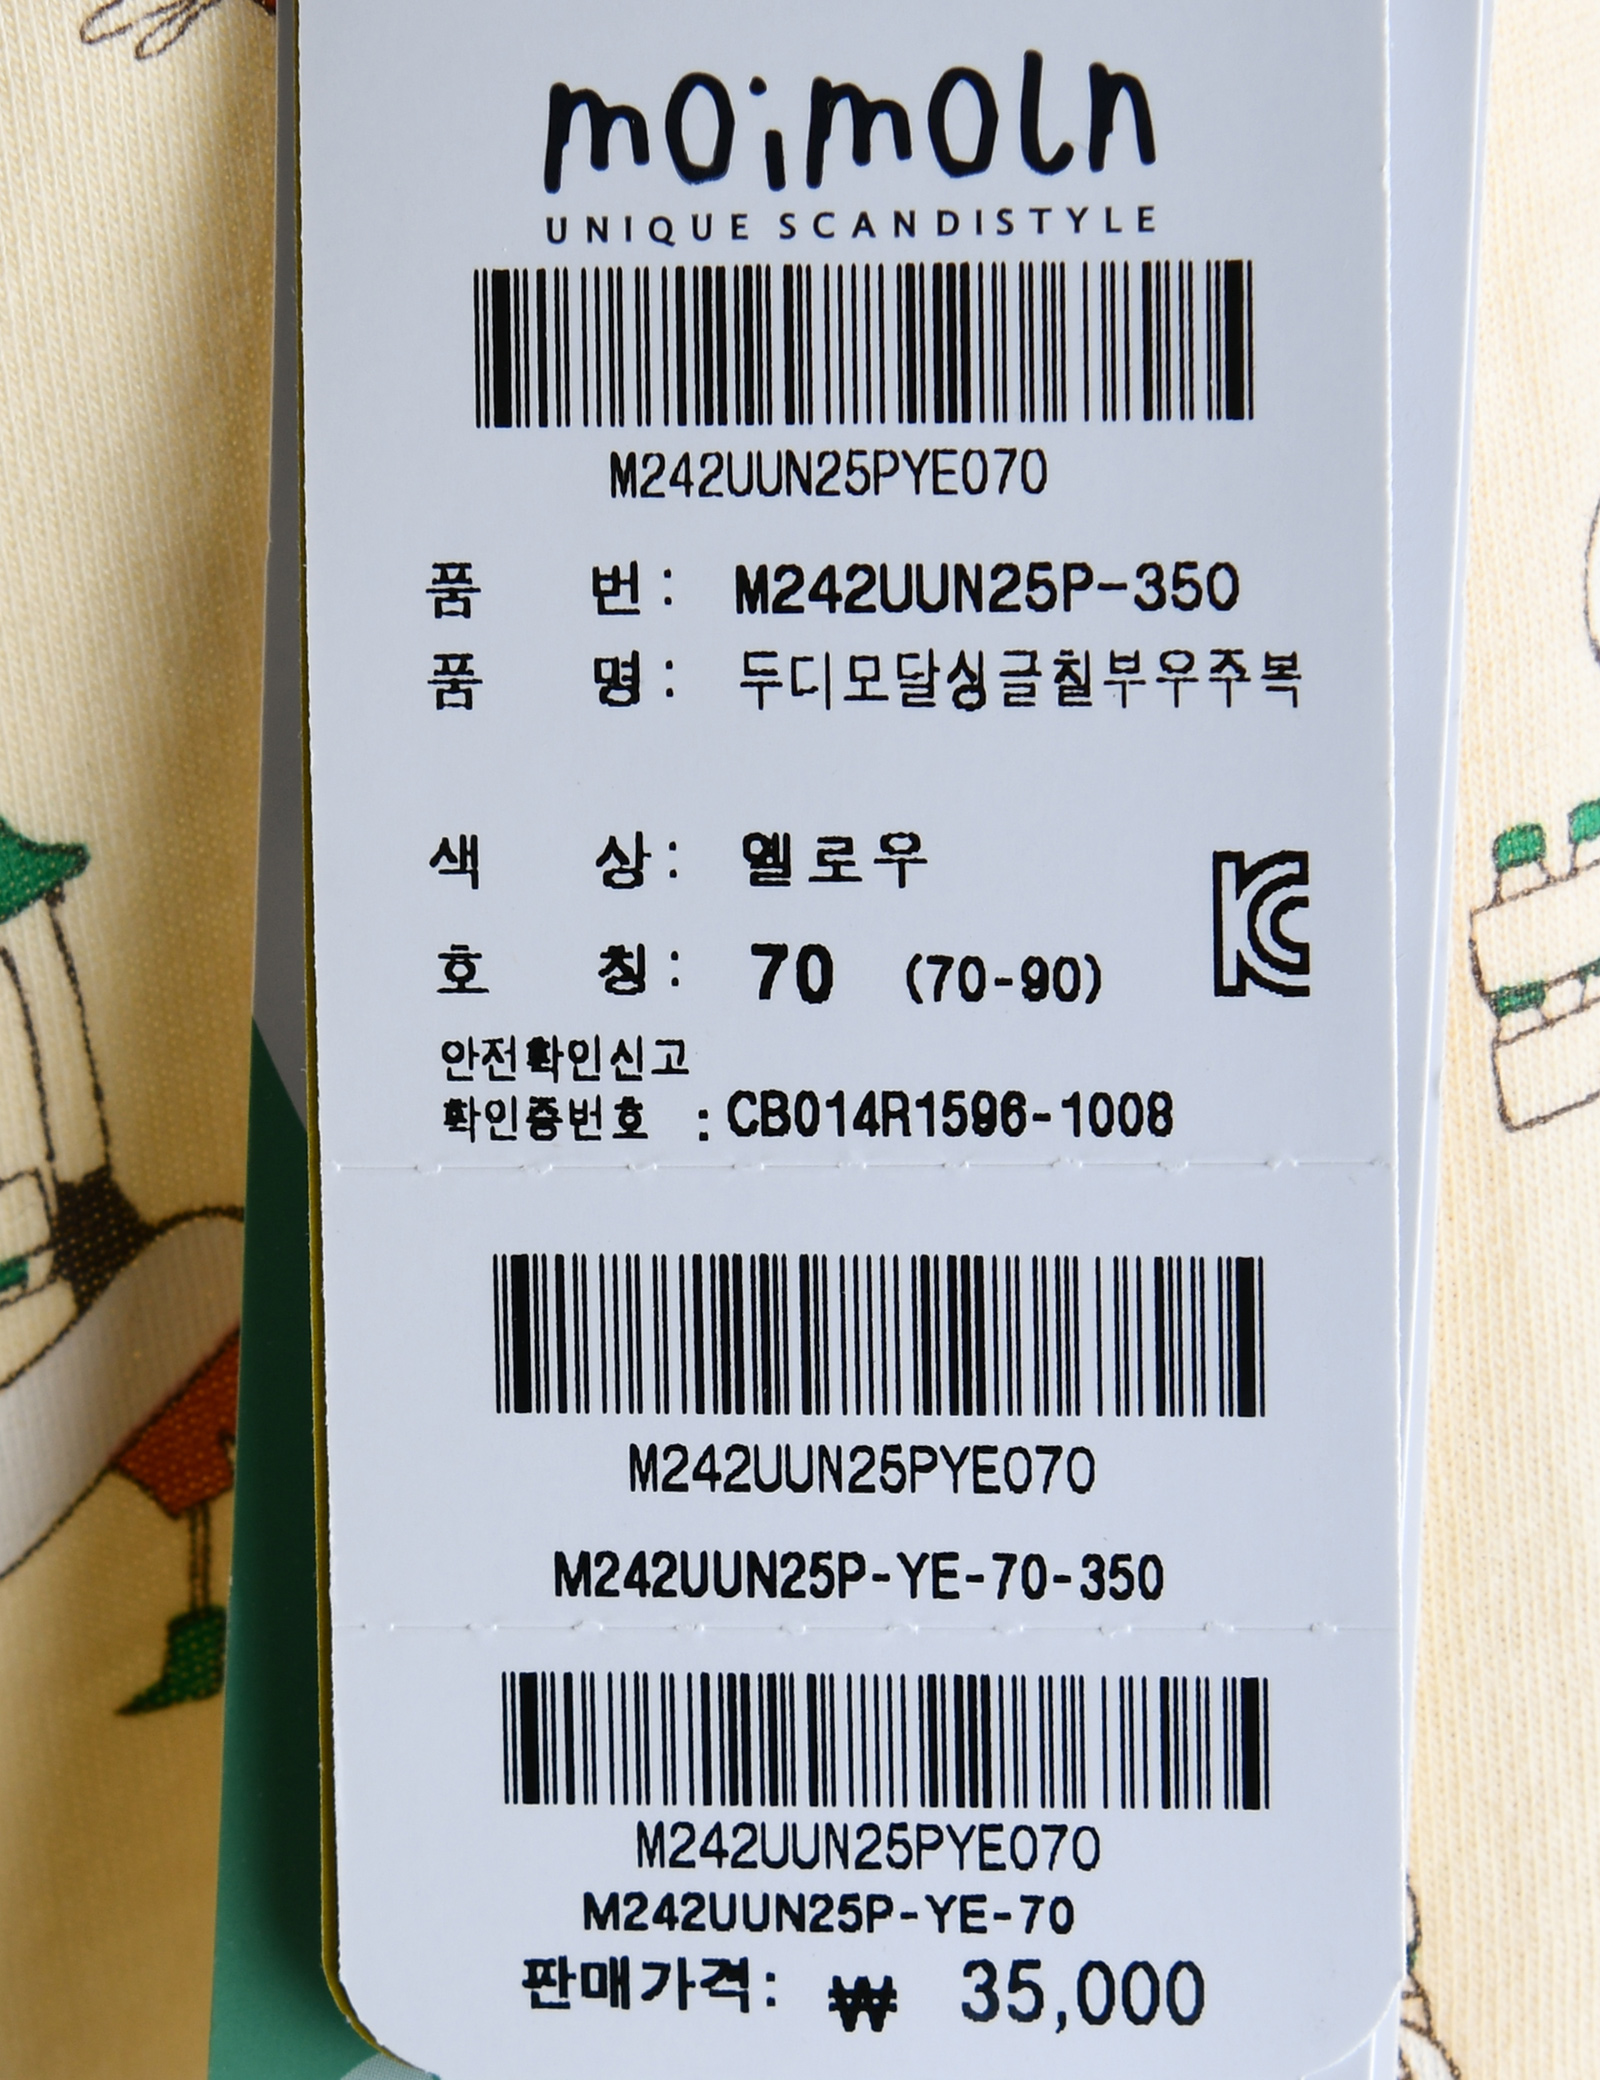 moimoln
UNIQUE SCANDISTYLE
M242UUN25PYE070
품 번 : M242UUN25P-350
품 명 : 두디모달싱글칠부우주복
색 상 : 옐로우
호 칭 : 70 (70-90)
안전확인신고
확인증번호 : CB014R1596-1008
M242UUN25PYE070
M242UUN25P-YE-70-350
M242UUN25PYE070
M242UUN25P-YE-70
판매가격: ₩ 35,000